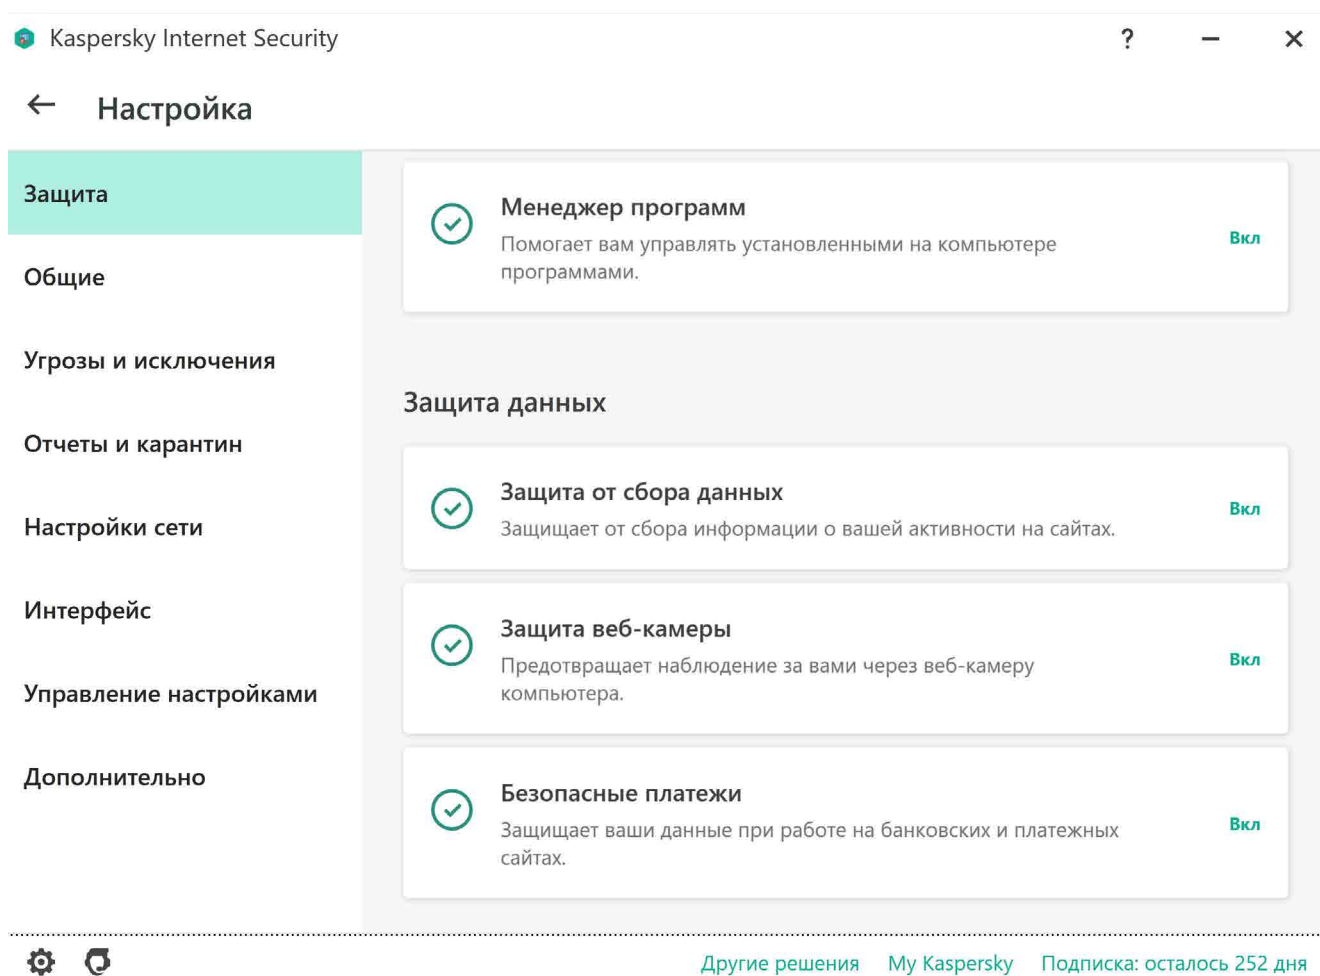 Kaspersky Internet Security
?
Настройка
Защита
Общие
Угрозы и исключения
Отчеты и карантин
Настройки сети
Интерфейс
Управление настройками
Дополнительно
Менеджер программ
Помогает вам управлять установленными на компьютере
программами.
Вкл
Защита данных
Защита от сбора данных
Защищает от сбора информации о вашей активности на сайтах.
Вкл
Защита веб-камеры
Предотвращает наблюдение за вами через веб-камеру
компьютера.
Вкл
Безопасные платежи
Защищает ваши данные при работе на банковских и платежных
сайтах.
Вкл
Другие решения My Kaspersky Подписка: осталось 252 дня